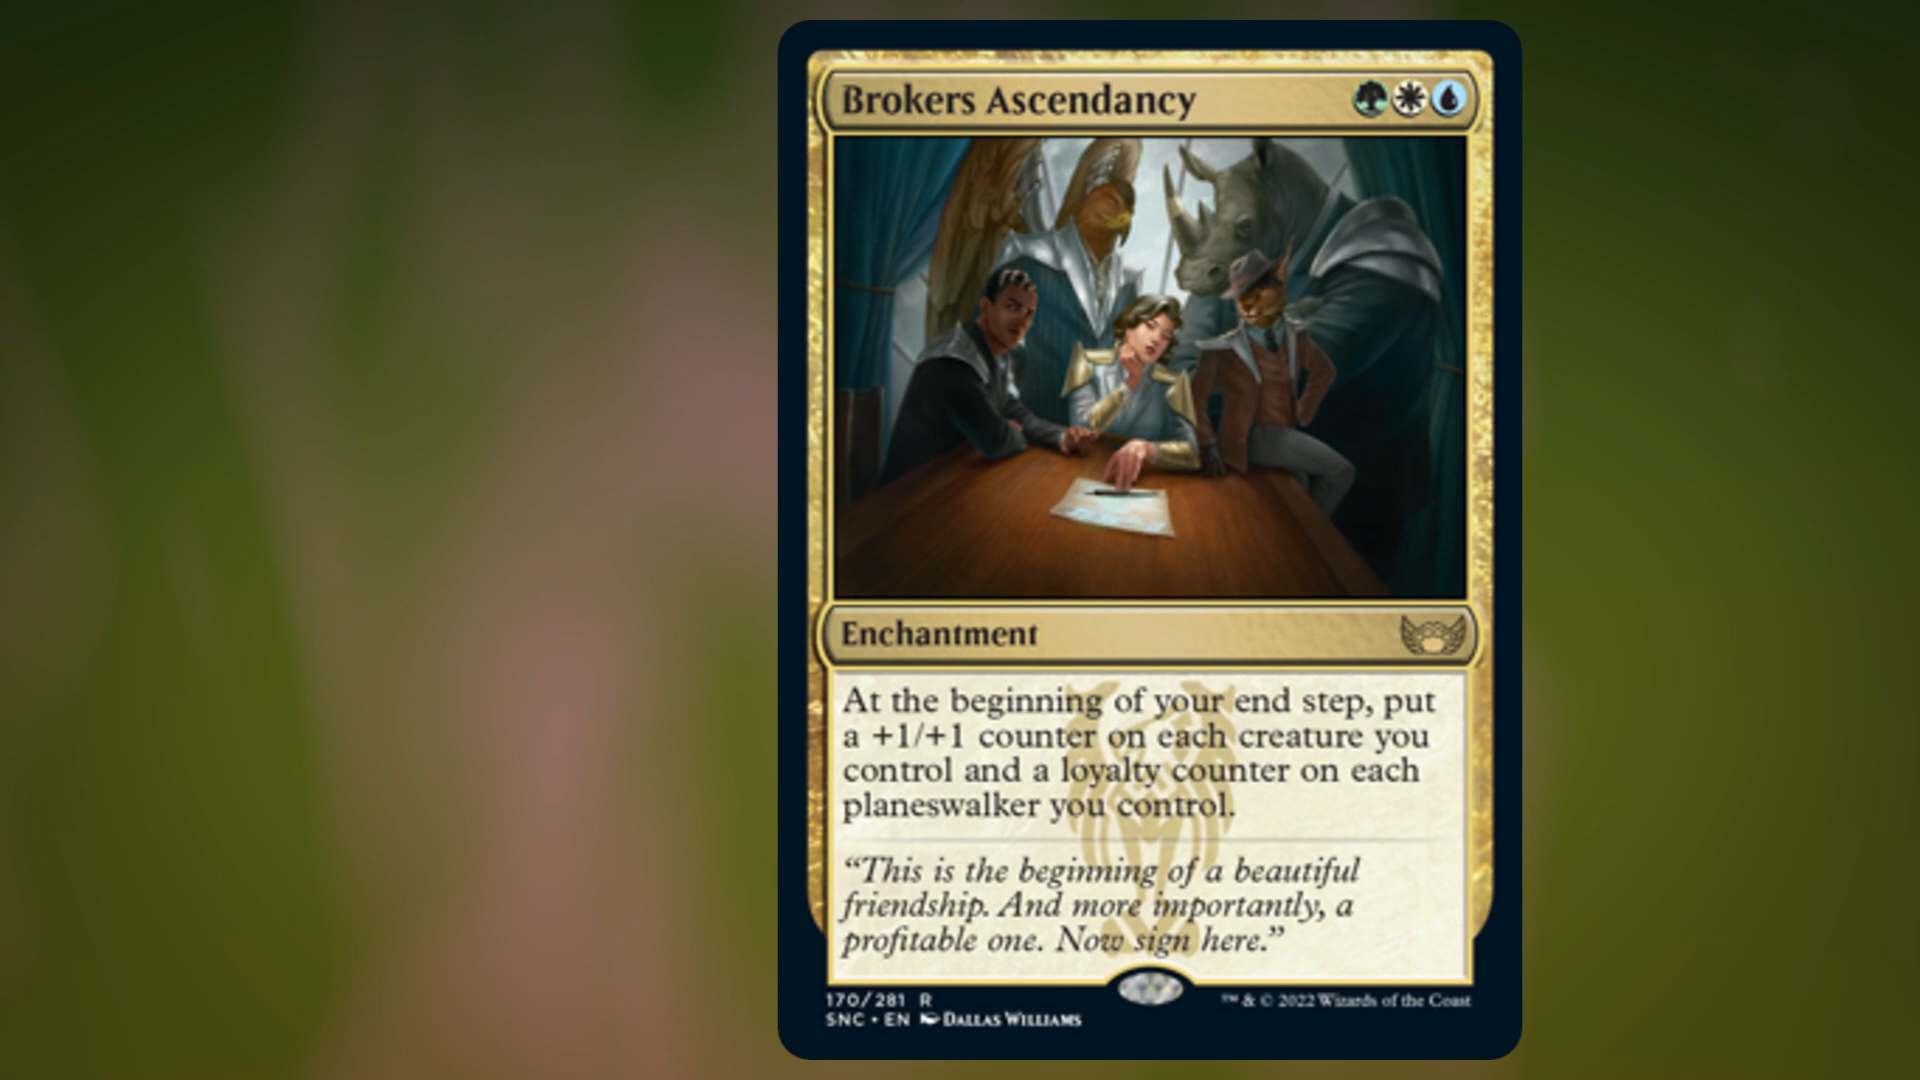 Brokers Ascendancy
Enchantment
At the beginning of your end step, put
a +1/+1 counter on each creature you
control and a loyalty counter on each
planeswalker you control.
“This is the beginning of a beautiful
friendship. And more importantly, a
profitable one. Now sign here.”
170/281 R
SNC • EN DALLAS WILLIAMS
™ & © 2022 Wizards of the Coast